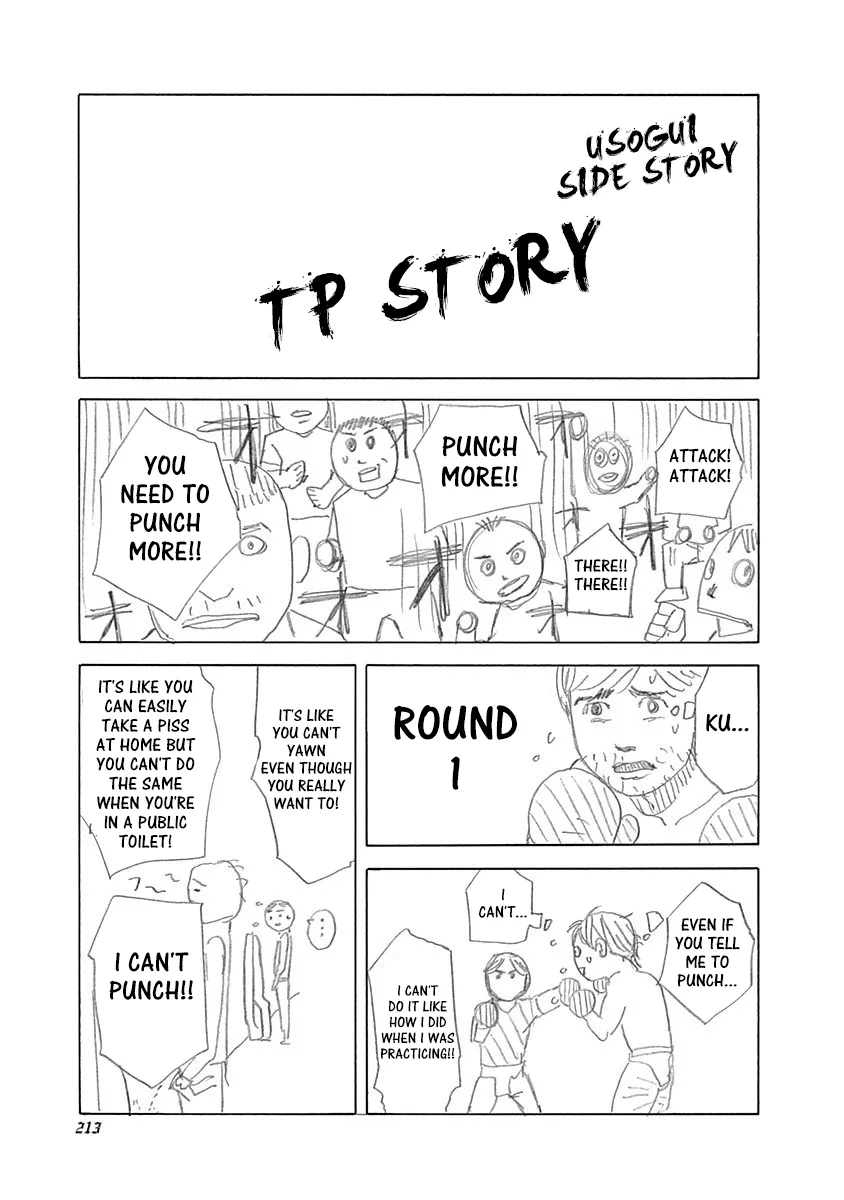 USOGUI
SIDE STORY
TP STORY
ATTACK!
ATTACK!
THERE!!
THERE!!
PUNCH
MORE!!
YOU
NEED TO
PUNCH
MORE!!
KU...
ROUND
1
EVEN IF
YOU TELL
ME TO
PUNCH...
I
CAN'T...
I CAN'T
DO IT LIKE
HOW I DID
WHEN I WAS
PRACTICING!!
IT'S LIKE
YOU CAN'T
YAWN
EVEN THOUGH
YOU REALLY
WANT TO!
IT'S LIKE YOU
CAN EASILY
TAKE A PISS
AT HOME BUT
YOU CAN'T DO
THE SAME
WHEN YOU'RE
IN A PUBLIC
TOILET!
...
I CAN'T
PUNCH!!
213